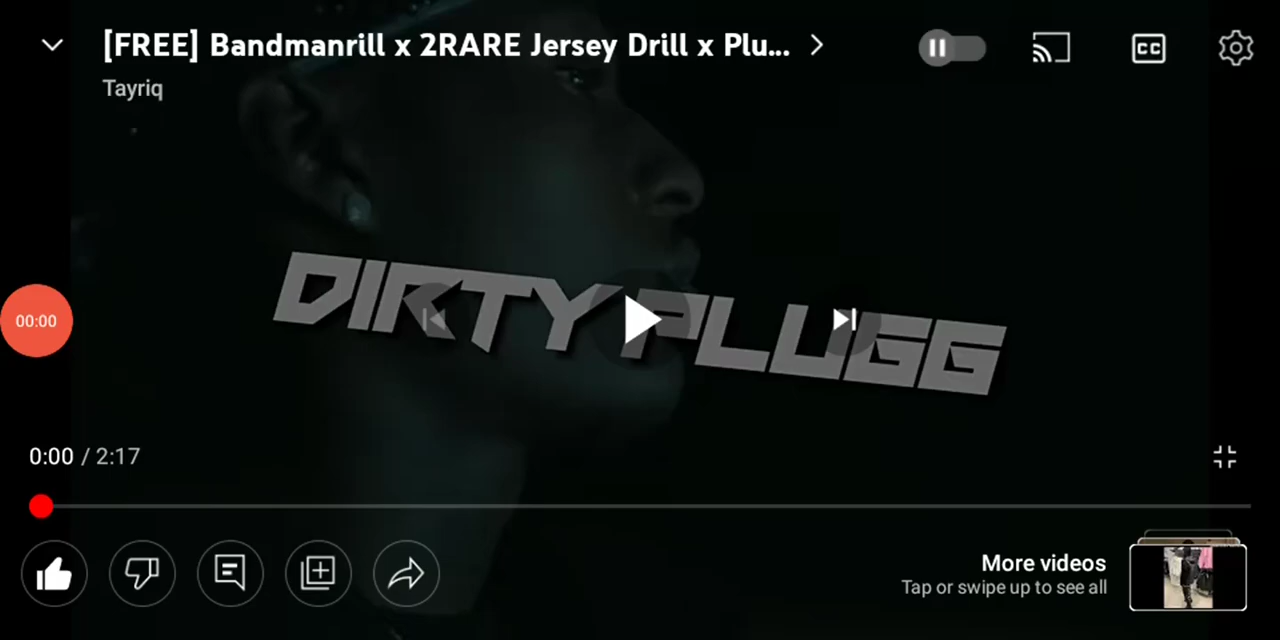 [FREE] Bandmanrill x 2RARE Jersey Drill x Plu...
Tayriq
CC
DIRTY PLUGG
00:00
0:00 / 2:17
More videos
Tap or swipe up to see all